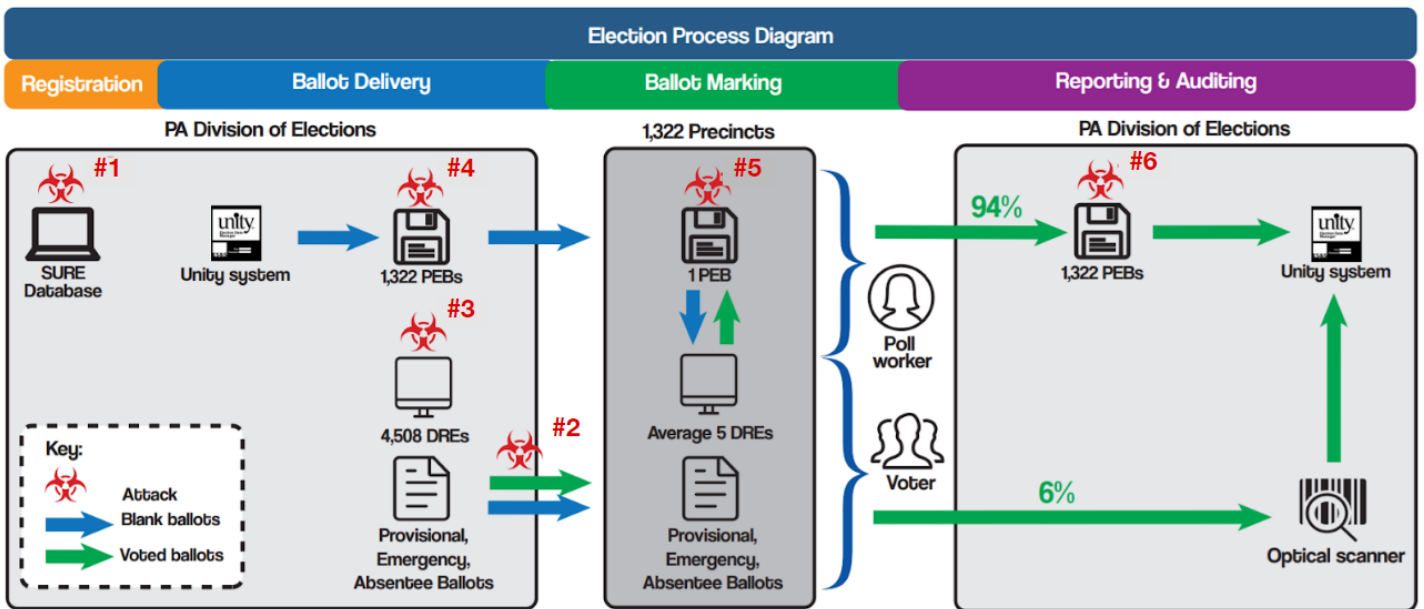 Election Process Diagram
Registration
Ballot Delivery
Ballot Marking
Reporting & Auditing
PA Division of Elections
1,322 Precincts
PA Division of Elections
#1
#4
#5
#6
94%
unity
unity
SURE
Database
Unity system
1,322 PEBs
1 PEB
1,322 PEBs
Unity system
#3
Poll
worker
4,508 DREs
#2
Average 5 DREs
Key:
Attack
Blank ballots
Voted ballots
Voter
6%
Provisional,
Emergency,
Absentee Ballots
Provisional,
Emergency,
Absentee Ballots
Optical scanner